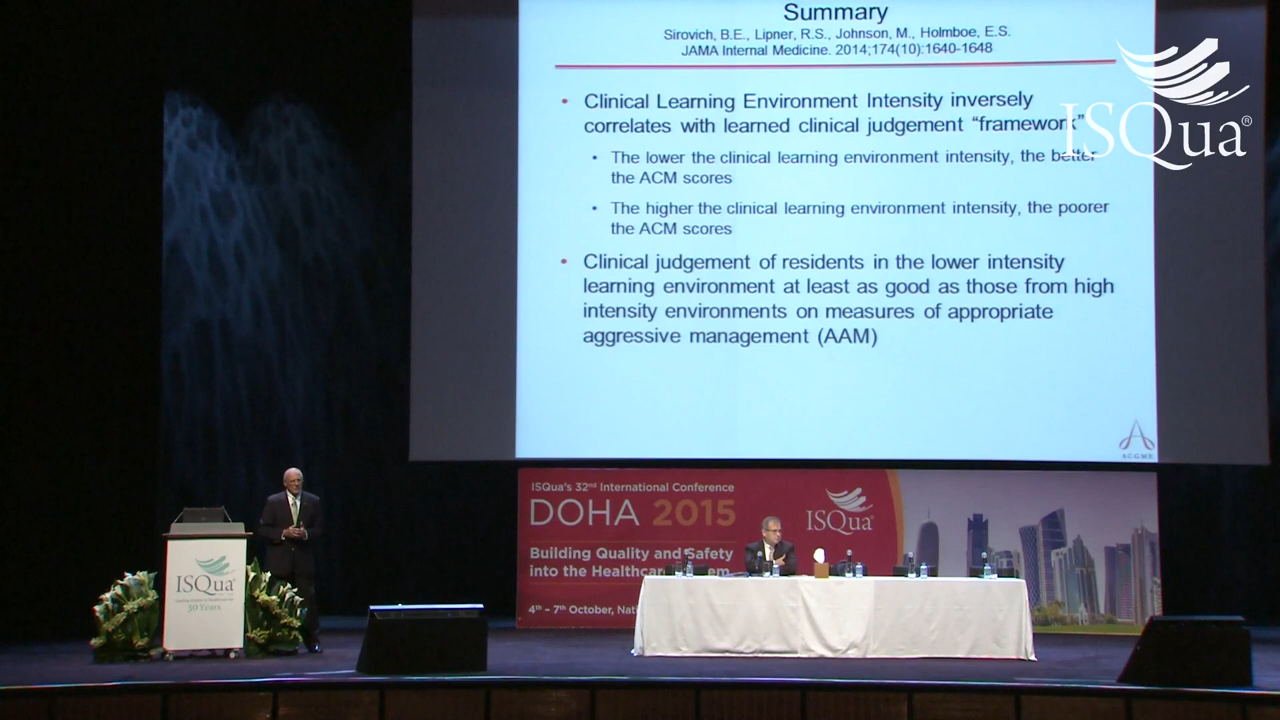 Summary
Sirovich, B.E., Lipner, R.S., Johnson, M., Holmboe, E.S.
JAMA Internal Medicine. 2014;174(10):1640-1648
• Clinical Learning Environment Intensity inversely
correlates with learned clinical judgement “framework”
• The lower the clinical learning environment intensity, the better
the ACM scores
• The higher the clinical learning environment intensity, the poorer
the ACM scores
• Clinical judgement of residents in the lower intensity
learning environment at least as good as those from high
intensity environments on measures of appropriate
aggressive management (AAM)
ACGME
ISQua®
ISQua's 32nd International Conference
DOHA 2015
Building Quality and Safety
into the Healthcare
4th – 7th October,
ISQua
ISQua
30 Years